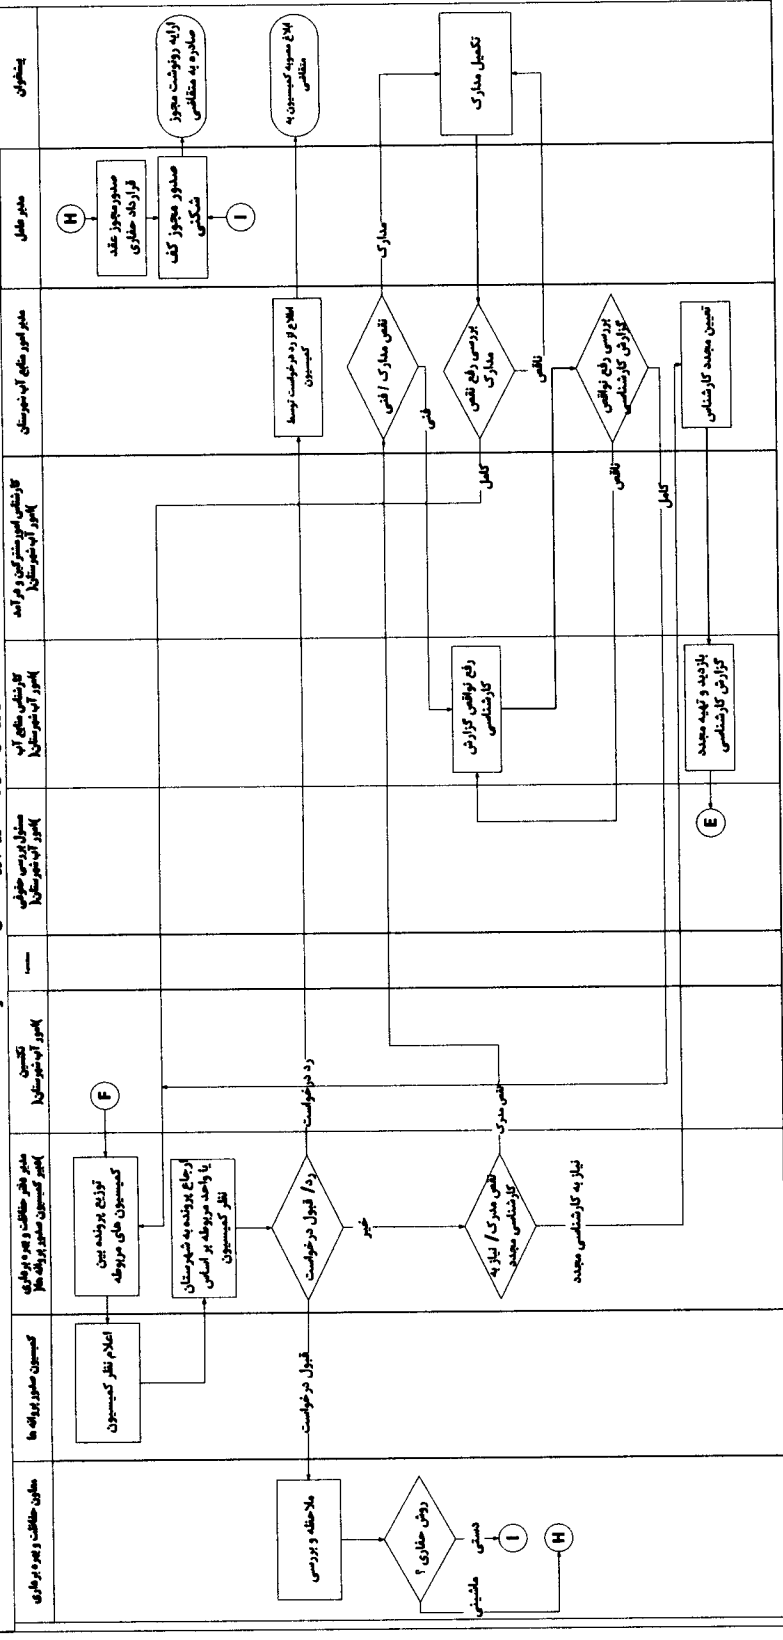 پیشخوان
مدیر عامل
مدیر امور منابع آب شهرستان
کارشناس امور مشترکین و درآمد
)امور آب شهرستان(
کارشناس منابع آب
)امور آب شهرستان(
مسئول بررسی حقوقی
)امور آب شهرستان(
تکنسین
)امور آب شهرستان(
مدیر دفتر حفاظت و بهره برداری
)دبیر کمیسیون صدور پروانه ها(
کمیسیون صدور پروانه ها
معاون حفاظت و بهره برداری
ارایه رونوشت مجوز
صادره به متقاضی
ابلاغ مصوبه کمیسیون به
متقاضی
تکمیل مدارک
H
صدورمجوز عقد
قرارداد حفاری
صدور مجوز کف
شکنی
I
مدارک
اطلاع از رد درخواست توسط
کمیسیون
نقص مدارک / فنی
فنی
بررسی رفع نقص
مدارک
ناقص
کامل
بررسی رفع نواقص
گزارش کارشناسی
ناقص
کامل
تعیین مجدد کارشناس
رفع نواقص گزارش
کارشناسی
بازدید و تهیه مجدد
گزارش کارشناسی
E
F
توزیع پرونده بین
کمیسیون های مربوطه
ارجاع پرونده به شهرستان
یا واحد مربوطه بر اساس
نظر کمیسیون
رد درخواست
رد/ قبول درخواست
خیر
نقص مدرک
نقص مدرک / نیاز به
کارشناسی مجدد
نیاز به کارشناسی مجدد
اعلام نظر کمیسیون
قبول درخواست
ملاحظه و بررسی
روش حفاری ؟
دستی
ماشینی
I
H